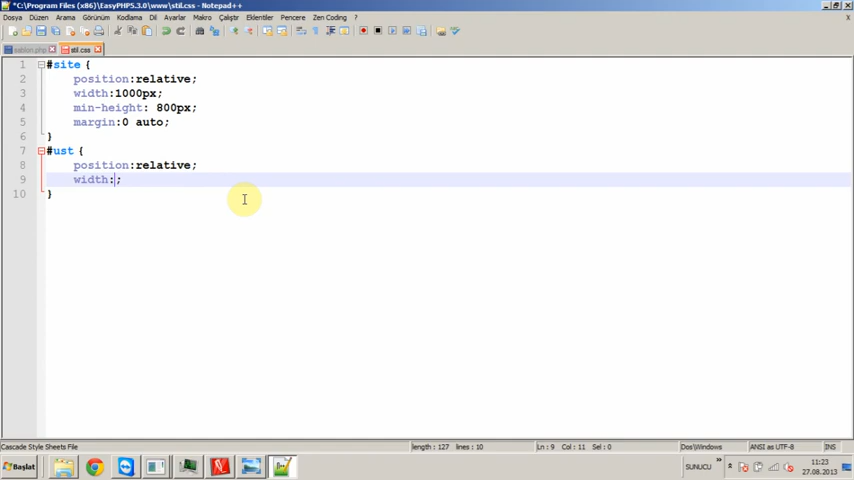 *C:\Program Files (x86)\EasyPHP5.3.0\www\stil.css - Notepad++
Dosya Düzen Arama Görünüm Kodlama Dil Ayarlar Makro Çalıştır Eklentiler Pencere Zen Coding ?
X
sablon.php stil.css
1 #site {
2 position:relative;
3 width:1000px;
4 min-height: 800px;
5 margin:0 auto;
6 }
7 #ust {
8 position:relative;
9 width:;
10 }
Cascade Style Sheets File length : 127 lines : 10 Ln : 9 Col : 11 Sel : 0 Dos\Windows ANSI as UTF-8 INS
Başlat SUNUCU » 11:23
27.08.2013